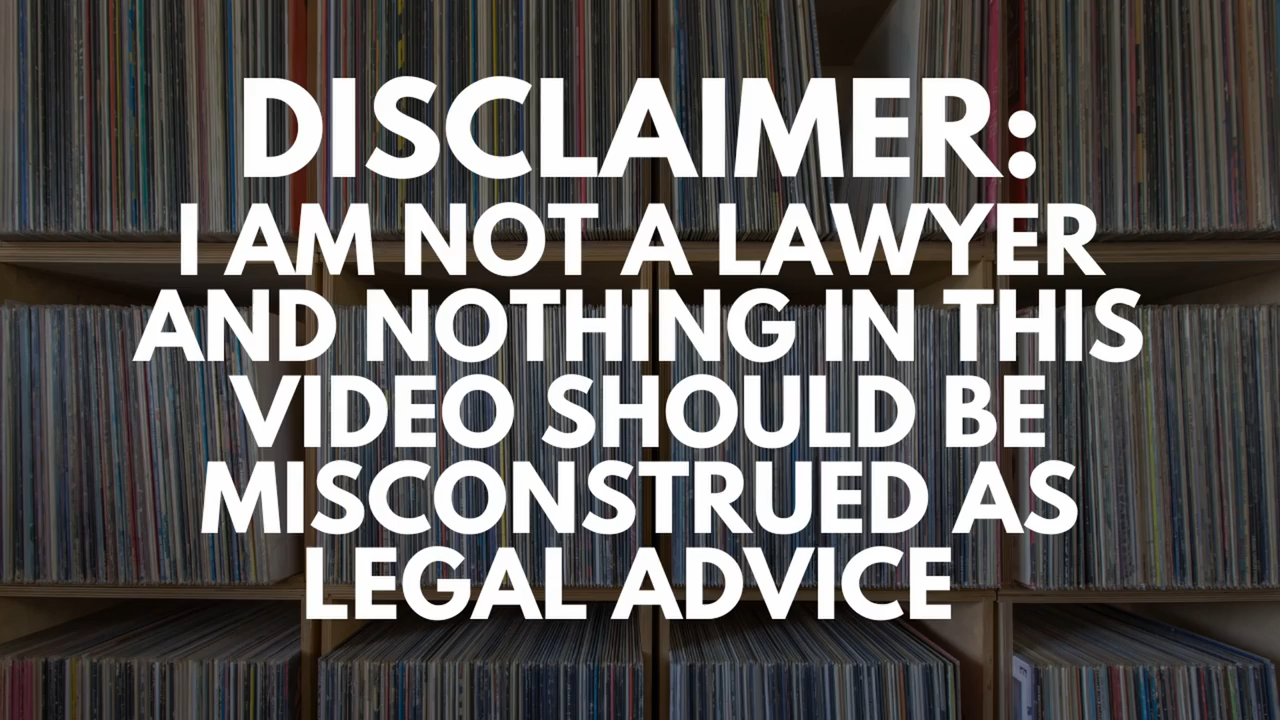 DISCLAIMER:
I AM NOT A LAWYER
AND NOTHING IN THIS
VIDEO SHOULD BE
MISCONSTRUED AS
LEGAL ADVICE